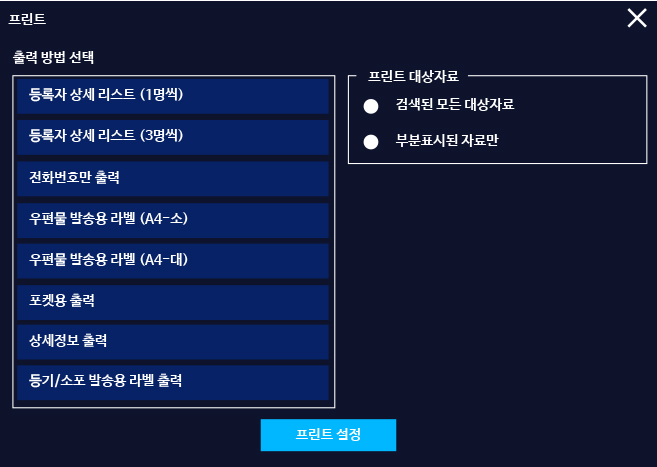 프린트
출력 방법 선택
등록자 상세 리스트 (1명씩)
등록자 상세 리스트 (3명씩)
전화번호만 출력
우편물 발송용 라벨 (A4-소)
우편물 발송용 라벨 (A4-대)
포켓용 출력
상세정보 출력
등기/소포 발송용 라벨 출력
프린트 대상자료
검색된 모든 대상자료
부분표시된 자료만
프린트 설정